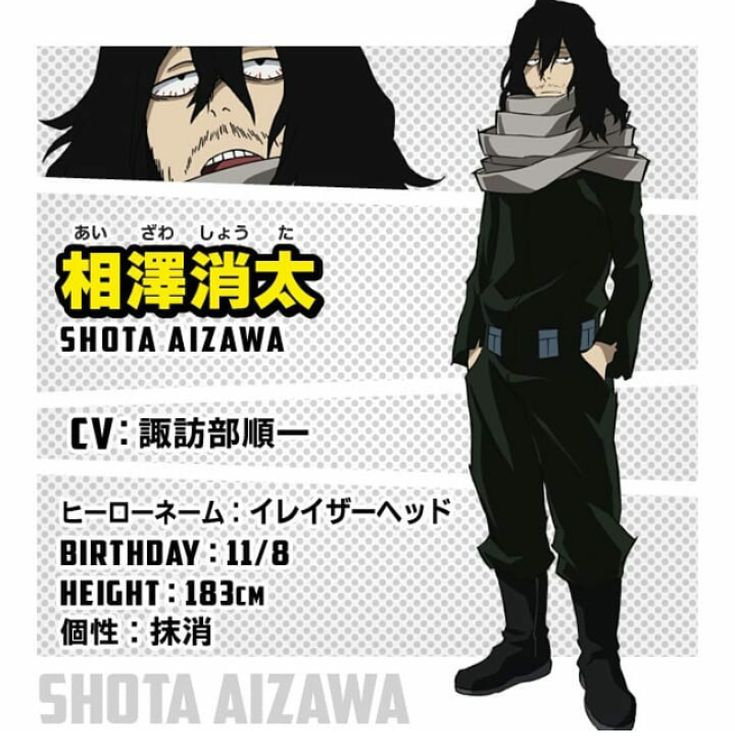 あい ざわ しょう た
相澤消太
SHOTA AIZAWA
CV：諏訪部順一
ヒーローネーム：イレイザーヘッド
BIRTHDAY：11/8
HEIGHT：183CM
個性：抹消
SHOTA AIZAWA